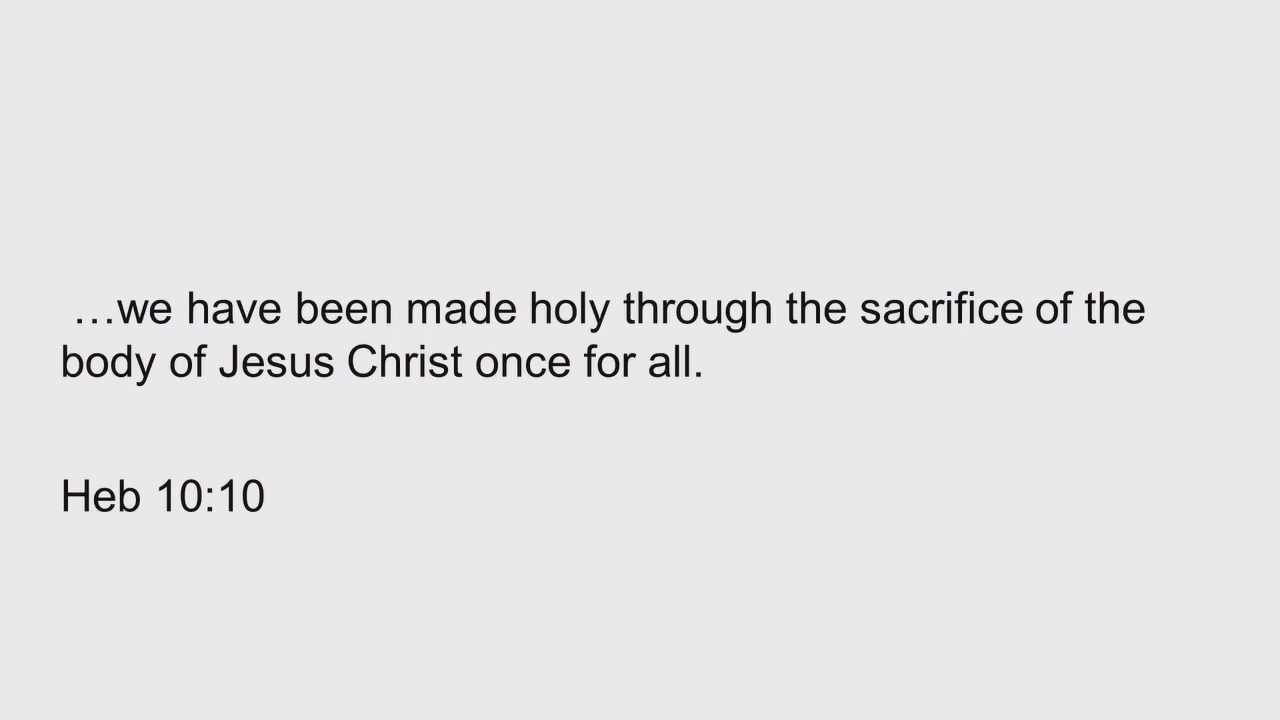 …we have been made holy through the sacrifice of the
body of Jesus Christ once for all.
Heb 10:10